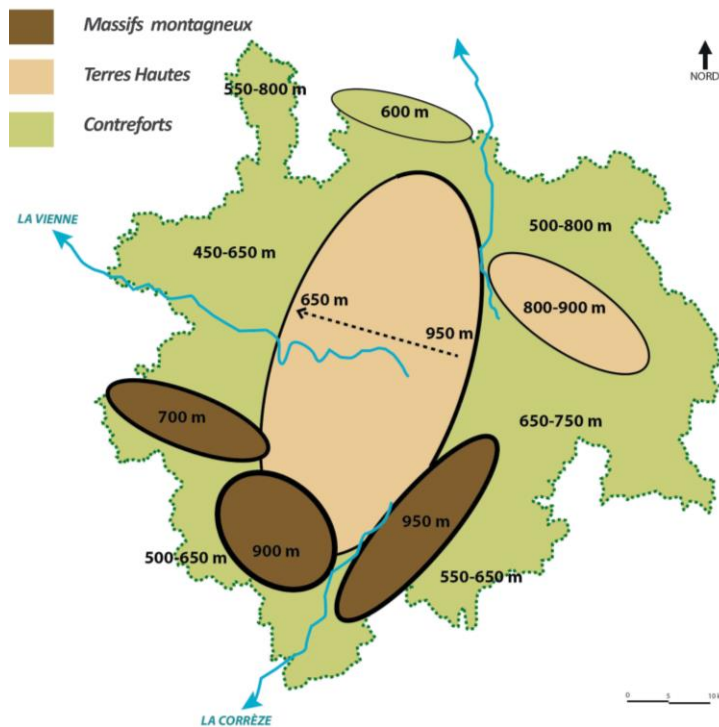 Massifs montagneux
Terres Hautes
Contreforts
NORD
550-800 m
600 m
LA VIENNE
450-650 m
500-800 m
650 m
950 m
800-900 m
700 m
650-750 m
950 m
900 m
500-650 m
550-650 m
LA CORRÈZE
0 5 10